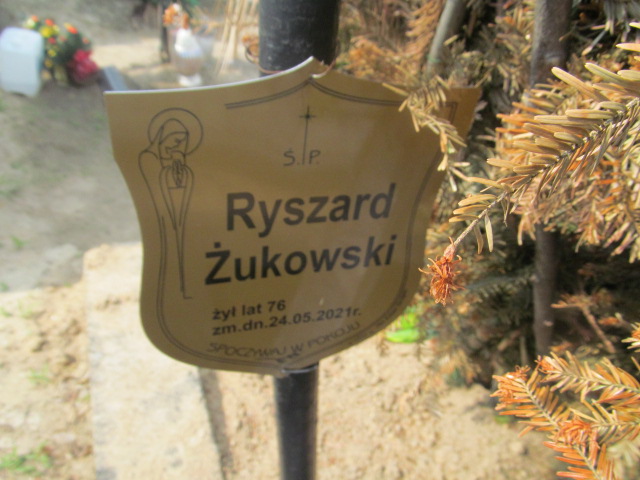 Ś. P.
Ryszard
Żukowski
żył lat 76
zm.dn.24.05.2021r.
SPOCZYWAJ W POKOJU